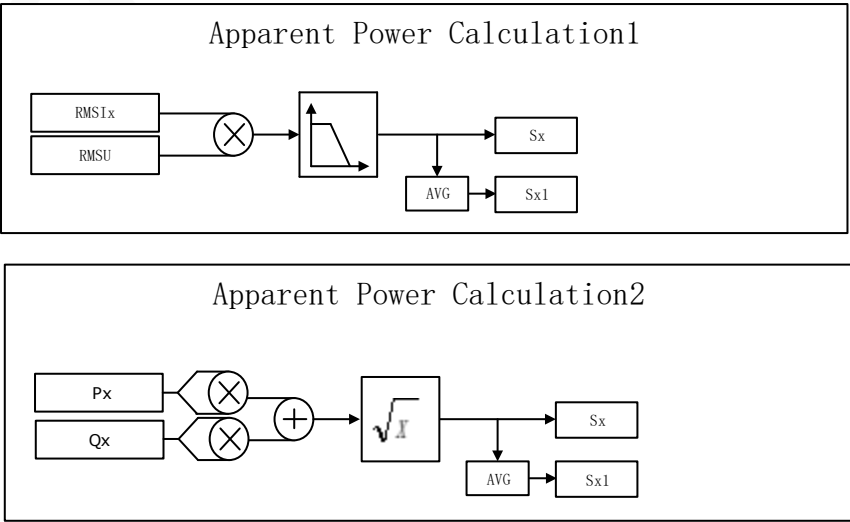 Apparent Power Calculation1
RMSIx
RMSU
Sx
AVG
Sx1
Apparent Power Calculation2
Px
Qx
√X
Sx
AVG
Sx1